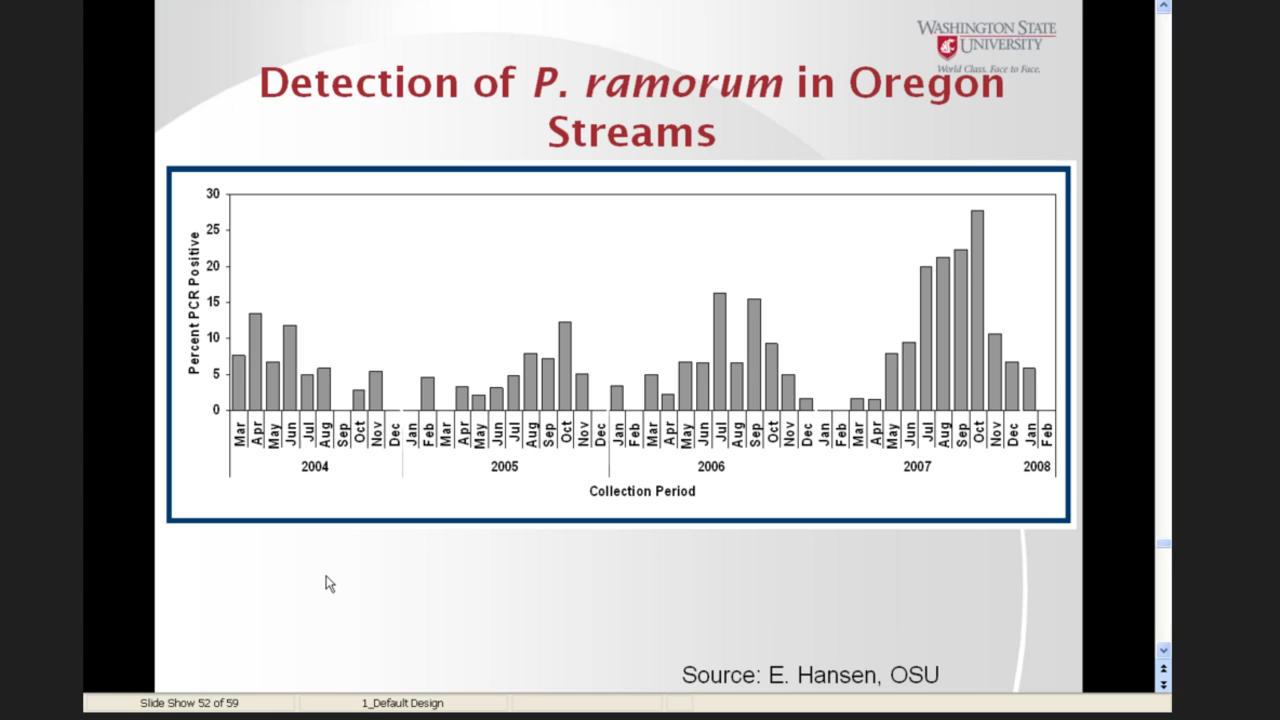 WASHINGTON STATE
UNIVERSITY
World Class. Face to Face.
Detection of P. ramorum in Oregon
Streams
30
25
20
15
10
5
0
Percent PCR Positive
Mar Apr May Jun Jul Aug Sep Oct Nov Dec Jan Feb Mar Apr May Jun Jul Aug Sep Oct Nov Dec Jan Feb Mar Apr May Jun Jul Aug Sep Oct Nov Dec Jan Feb Mar Apr May Jun Jul Aug Sep Oct Nov Dec Jan Feb
2004 2005 2006 2007 2008
Collection Period
Source: E. Hansen, OSU
Slide Show 52 of 59 1_Default Design